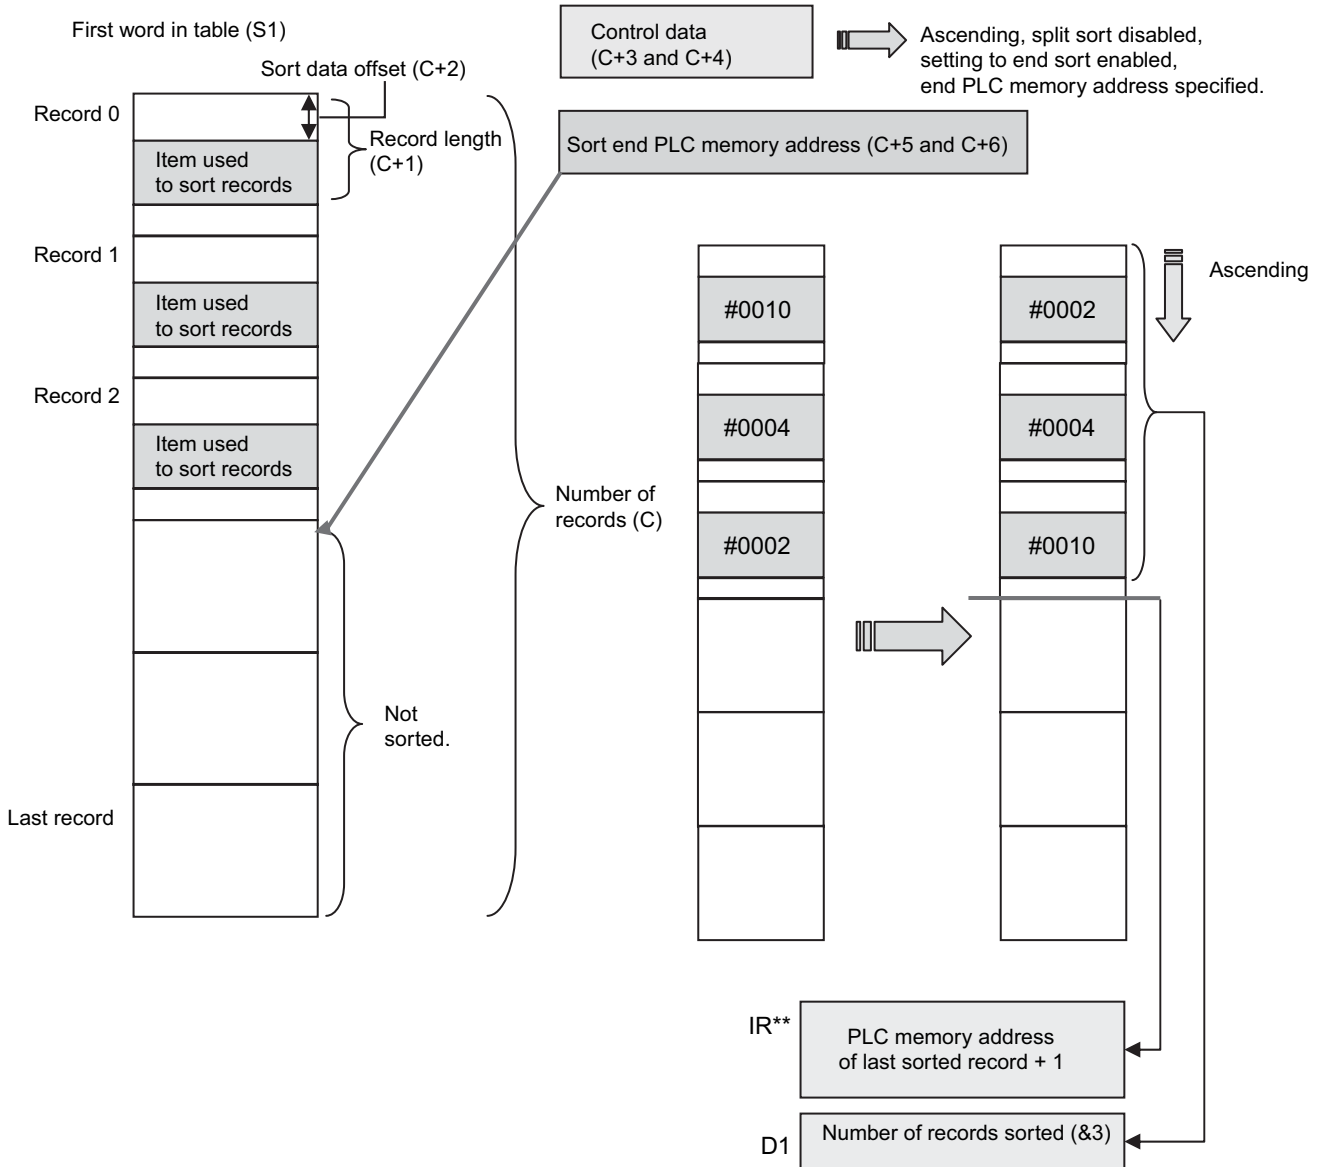 First word in table (S1)
Sort data offset (C+2)
Record 0
Record length
(C+1)
Item used
to sort records
Record 1
Item used
to sort records
Record 2
Item used
to sort records
Number of
records (C)
Not
sorted.
Last record
Control data
(C+3 and C+4)
Ascending, split sort disabled,
setting to end sort enabled,
end PLC memory address specified.
Sort end PLC memory address (C+5 and C+6)
#0010
#0004
#0002
#0002
#0004
#0010
Ascending
IR**
PLC memory address
of last sorted record + 1
D1
Number of records sorted (&3)